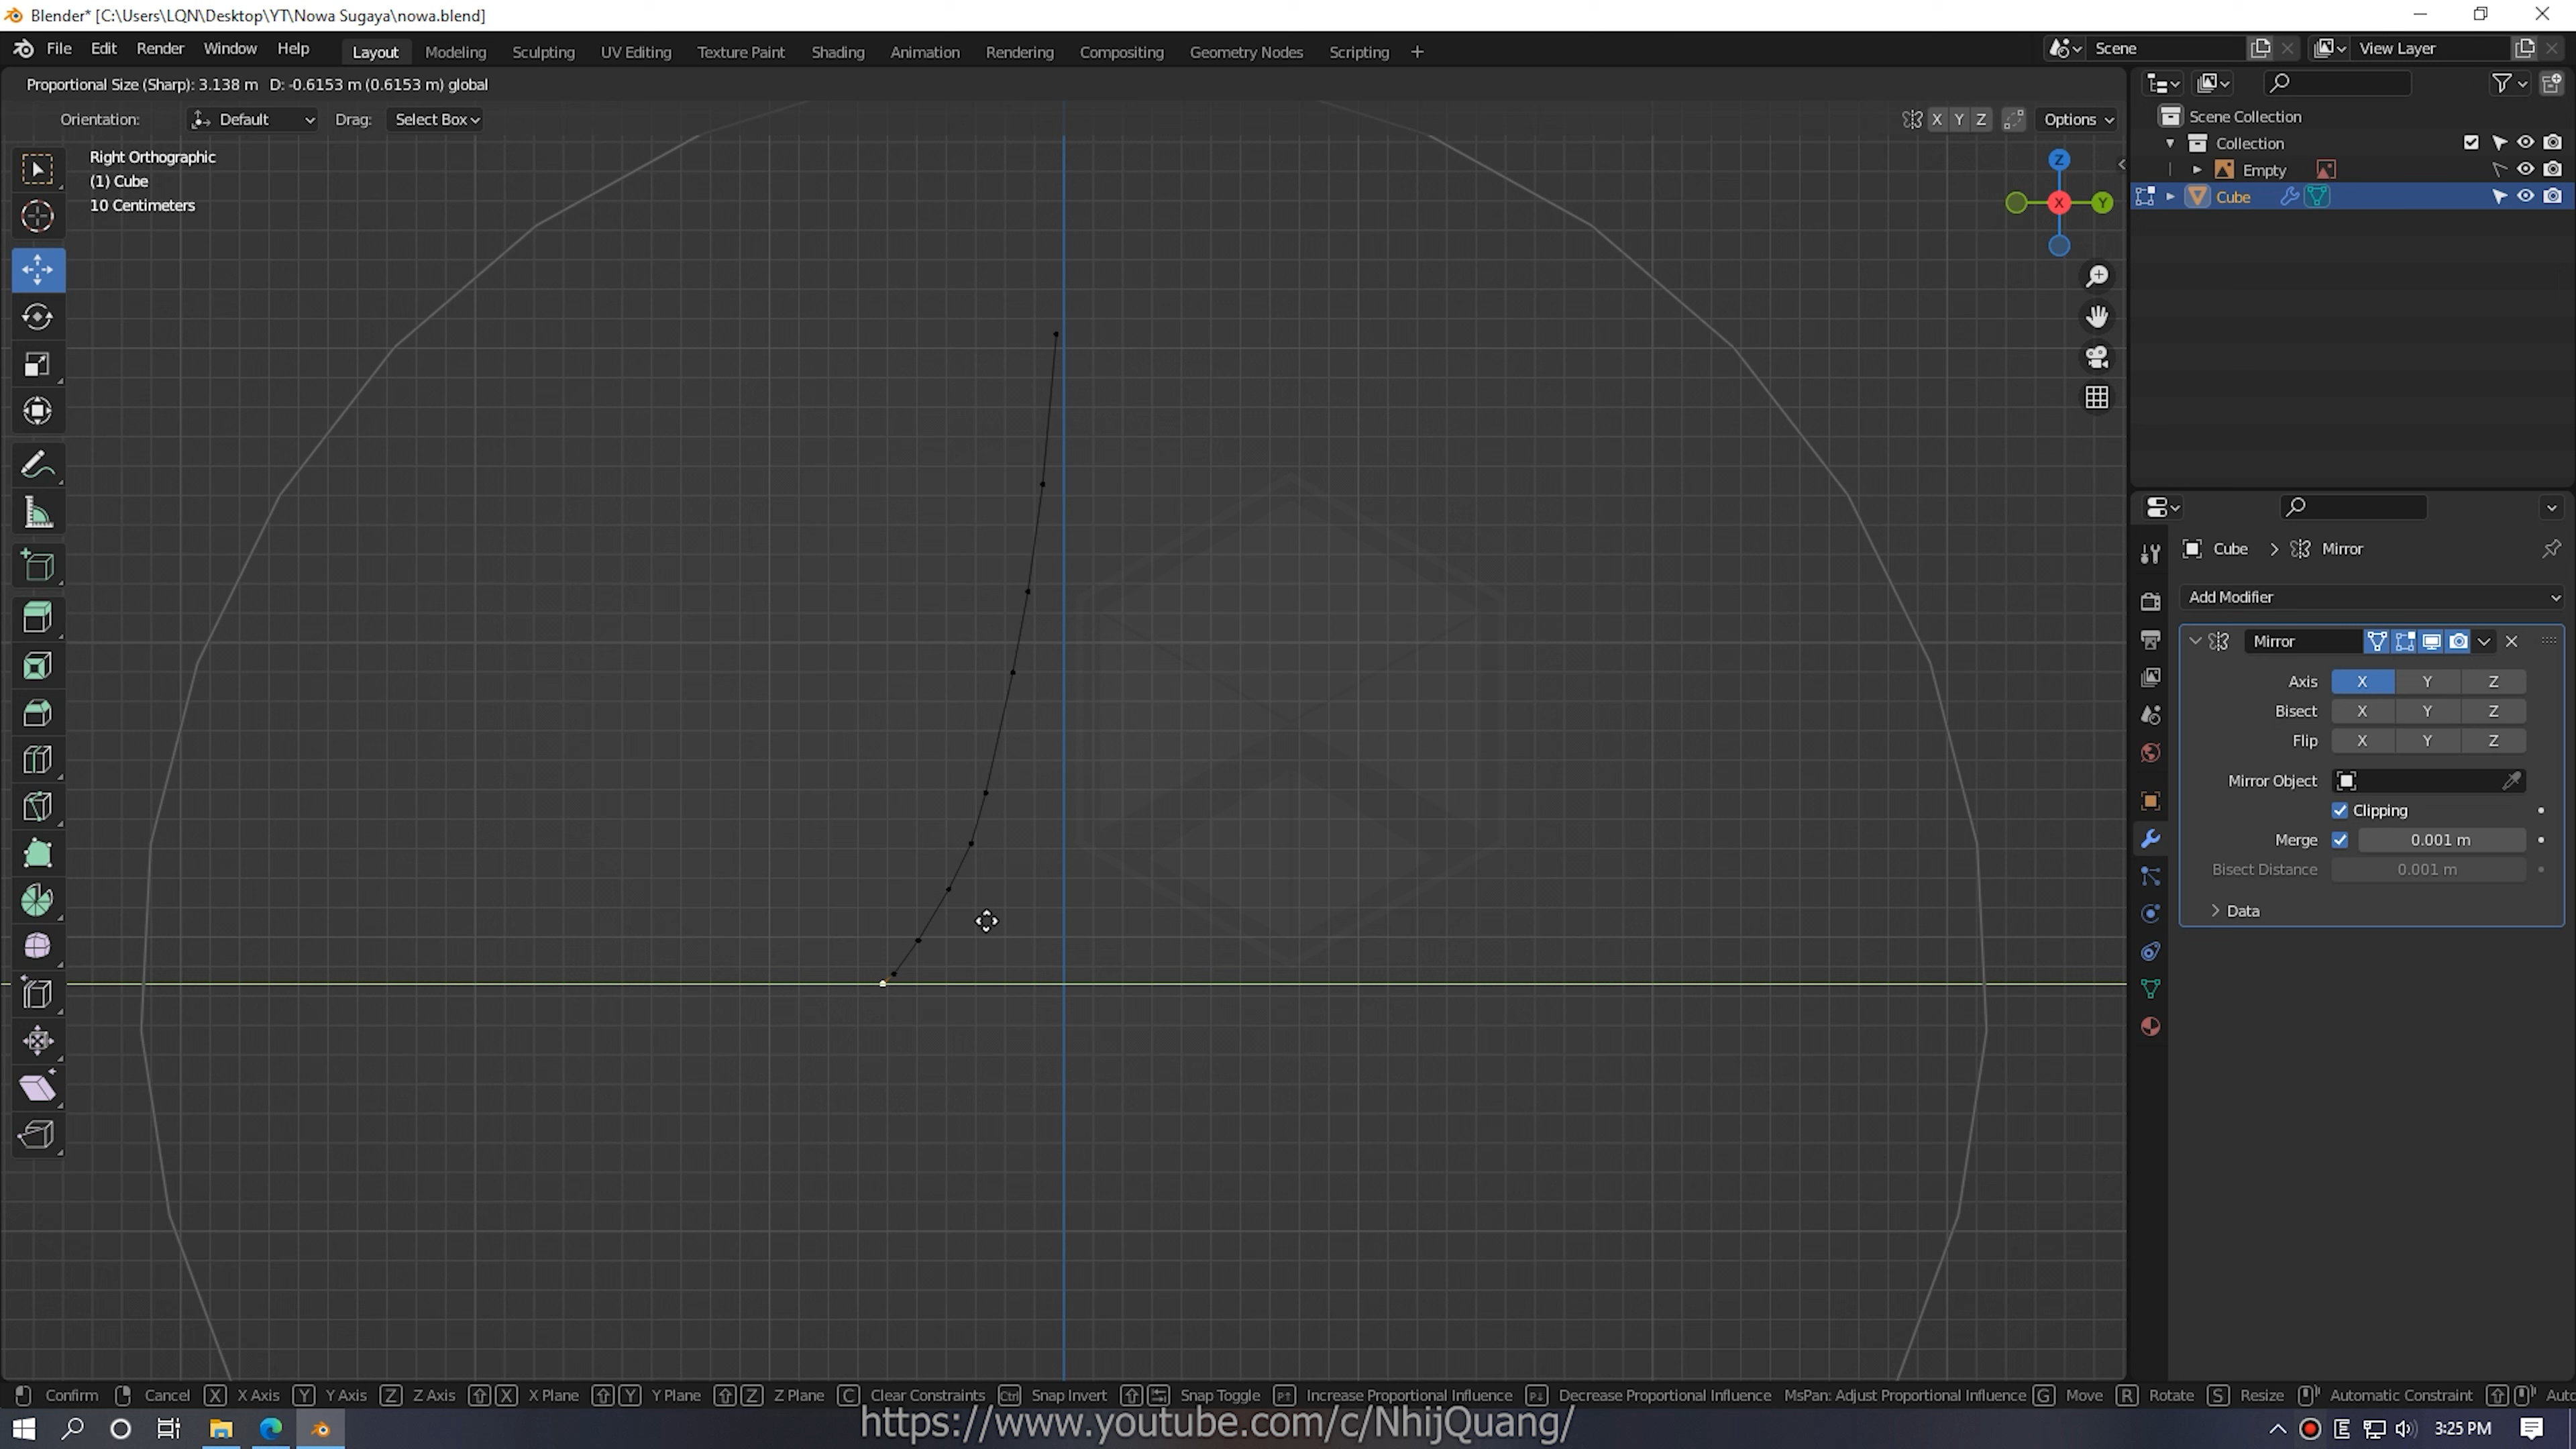 Blender* [C:\Users\LQN\Desktop\YT\Nowa Sugaya\nowa.blend]
File Edit Render Window Help Layout Modeling Sculpting UV Editing Texture Paint Shading Animation Rendering Compositing Geometry Nodes Scripting + Scene View Layer
Proportional Size (Sharp): 3.138 m D: -0.6153 m (0.6153 m) global
Orientation: Default Drag: Select Box X Y Z Options
Right Orthographic
(1) Cube
10 Centimeters
Z
X
Y
Scene Collection
Collection
Empty
Cube
Cube > Mirror
Add Modifier
Mirror
Axis X Y Z
Bisect X Y Z
Flip X Y Z
Mirror Object
Clipping
Merge 0.001 m
Bisect Distance 0.001 m
Data
Confirm Cancel X X Axis Y Y Axis Z Z Axis X X Plane Y Y Plane Z Z Plane C Clear Constraints Ctrl Snap Invert Snap Toggle Increase Proportional Influence Decrease Proportional Influence MsPan: Adjust Proportional Influence G Move R Rotate S Resize Automatic Constraint Auto
https://www.youtube.com/c/NhijQuang/
E 3:25 PM